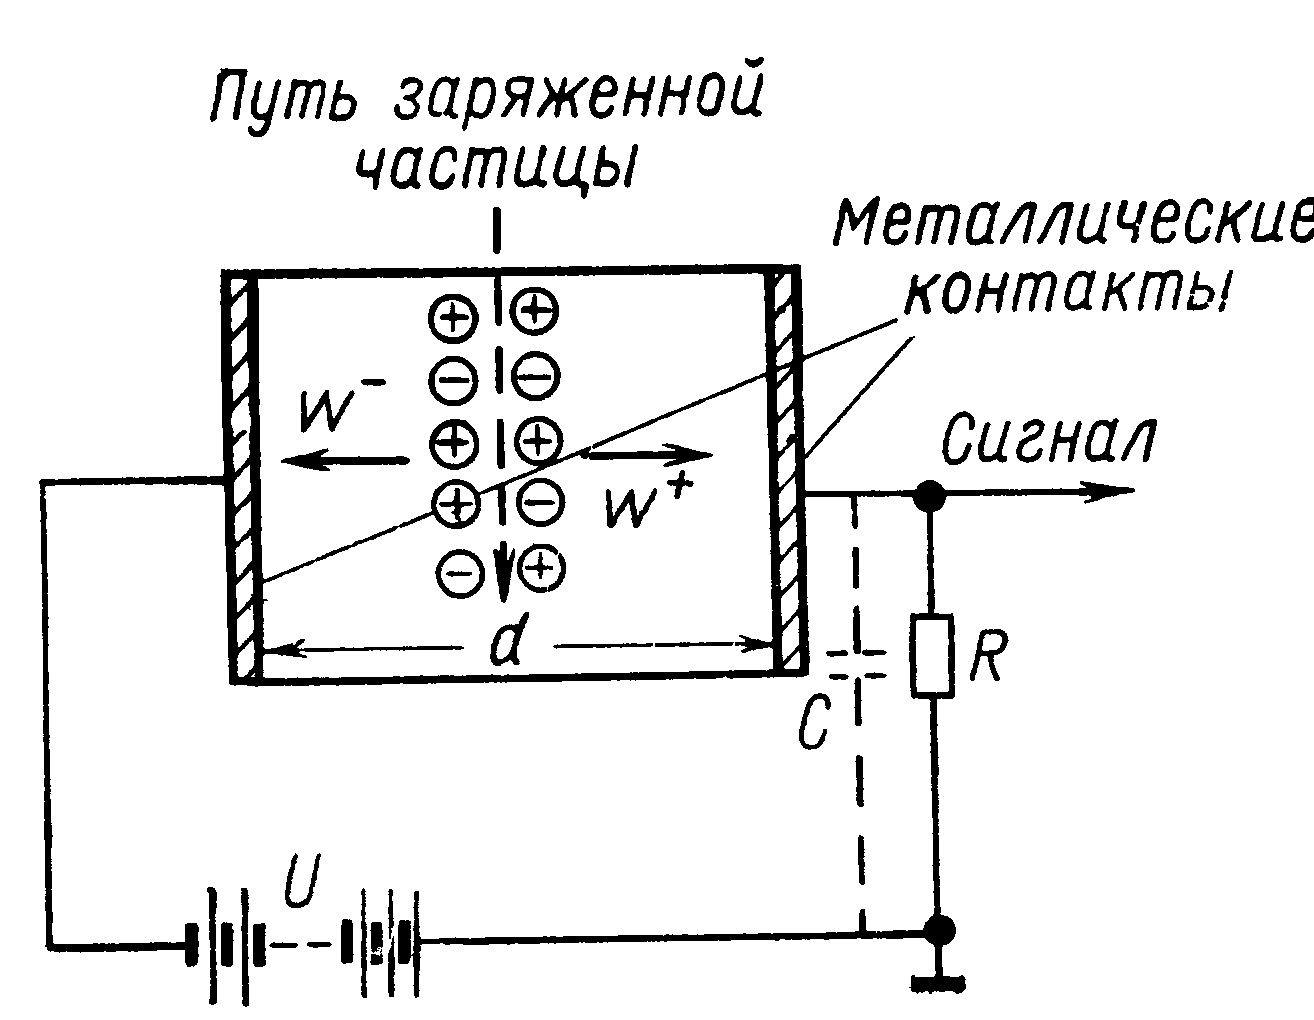 Путь заряженной
частицы
Металлические
контакты
w⁻
w⁺
Сигнал
d
R
C
U